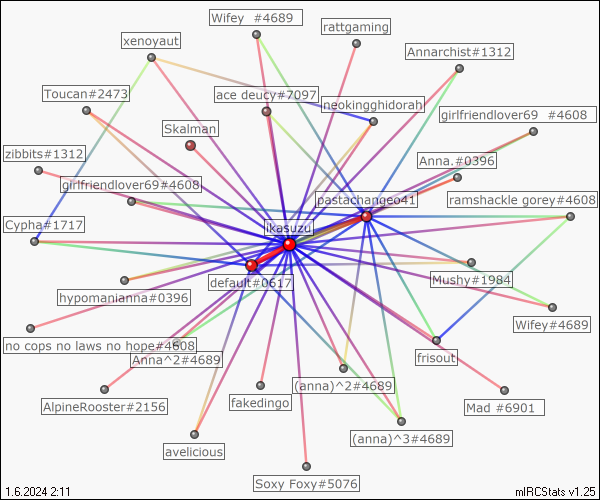 Wifey  #4689
rattgaming
xenoyaut
Annarchist#1312
Toucan#2473
ace deucy#7097
neokingghidorah
girlfriendlover69  #4608
Skalman
zibbits#1312
Anna.#0396
girlfriendlover69#4608
pastachangeo41
ramshackle gorey#4608
Cypha#1717
ikasuzu
default#0617
Mushy#1984
hypomanianna#0396
Wifey#4689
no cops no laws no hope#4608
Anna^2#4689
frisout
(anna)^2#4689
AlpineRooster#2156
fakedingo
Mad #6901
(anna)^3#4689
avelicious
Soxy Foxy#5076
1.6.2024 2:11
mIRCStats v1.25